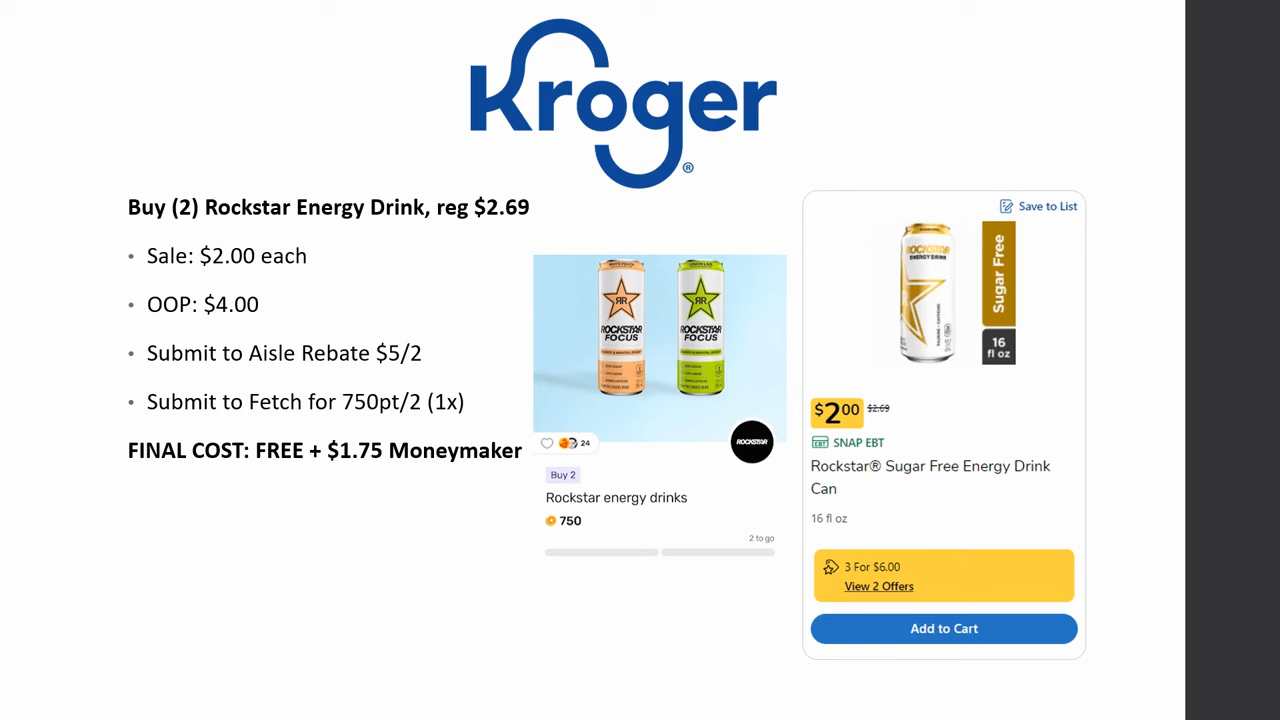 Kroger®
Buy (2) Rockstar Energy Drink, reg $2.69
• Sale: $2.00 each
• OOP: $4.00
• Submit to Aisle Rebate $5/2
• Submit to Fetch for 750pt/2 (1x)
FINAL COST: FREE + $1.75 Moneymaker
ROCKSTAR
FOCUS
ROCKSTAR
FOCUS
24
ROCKSTAR
Buy 2
Rockstar energy drinks
750
2 to go
Save to List
ROCKSTAR
ENERGY DRINK
Sugar Free
16
fl oz
$2.00 $2.69
EBT SNAP EBT
Rockstar® Sugar Free Energy Drink
Can
16 fl oz
3 For $6.00
View 2 Offers
Add to Cart